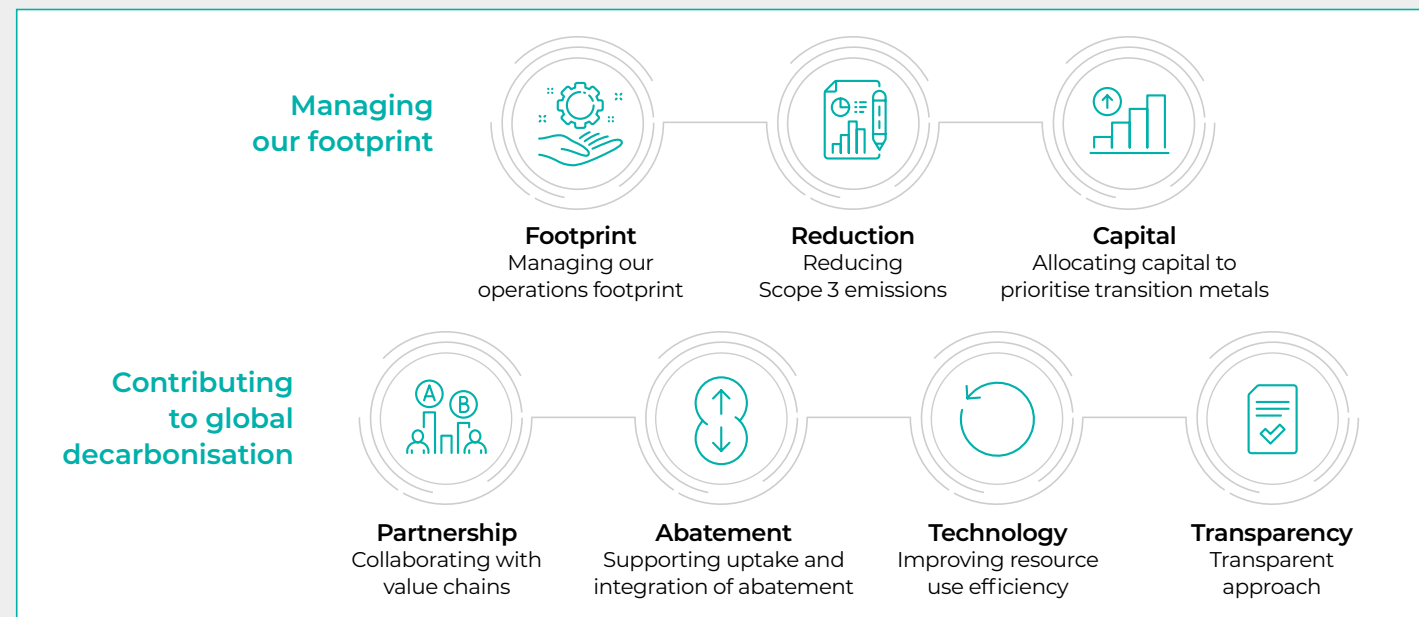 Managing
our footprint
Footprint
Managing our
operations footprint
Reduction
Reducing
Scope 3 emissions
Capital
Allocating capital to
prioritise transition metals
Contributing
to global
decarbonisation
A
B
Partnership
Collaborating with
value chains
Abatement
Supporting uptake and
integration of abatement
Technology
Improving resource
use efficiency
Transparency
Transparent
approach